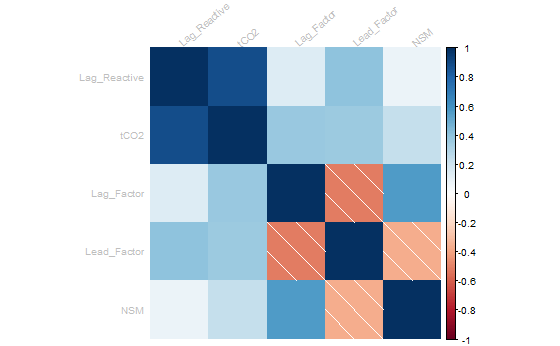 Lag_Reactive
tCO2
Lag_Factor
Lead_Factor
NSM
Lag_Reactive
tCO2
Lag_Factor
Lead_Factor
NSM
1
0.8
0.6
0.4
0.2
0
-0.2
-0.4
-0.6
-0.8
-1